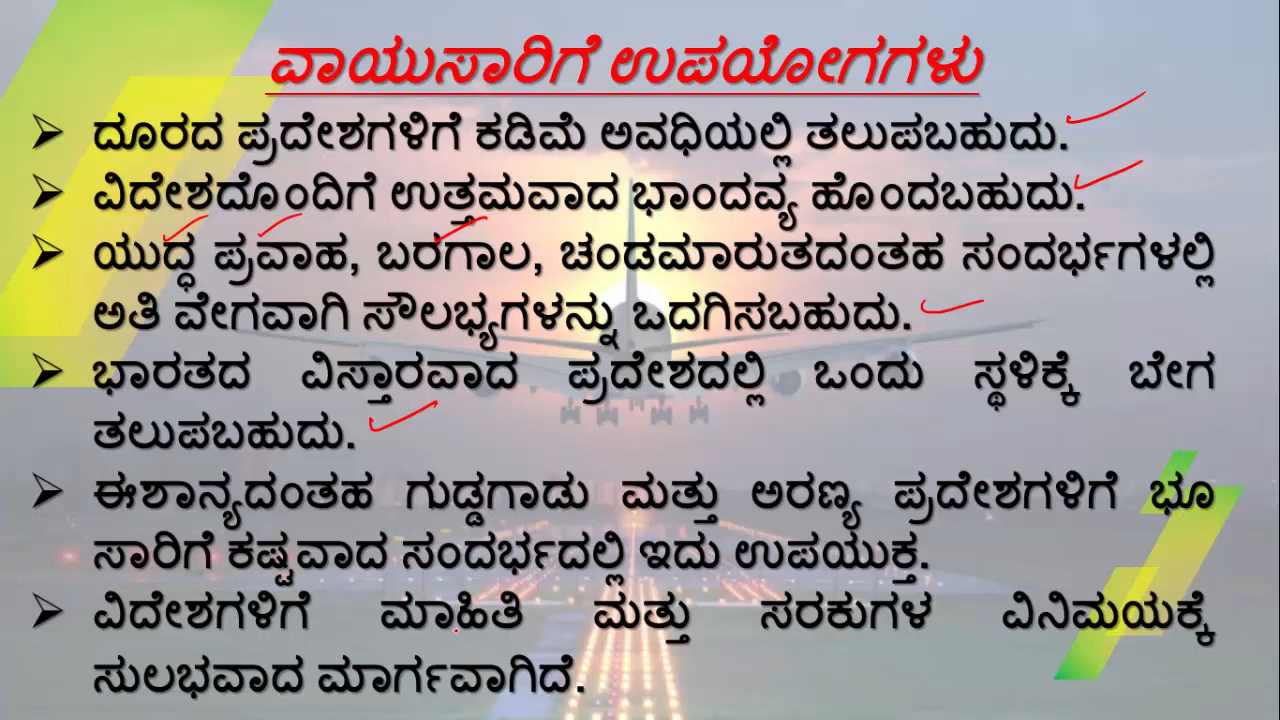 ವಾಯುಸಾರಿಗೆ ಉಪಯೋಗಗಳು
➢ ದೂರದ ಪ್ರದೇಶಗಳಿಗೆ ಕಡಿಮೆ ಅವಧಿಯಲ್ಲಿ ತಲುಪಬಹುದು.
➢ ವಿದೇಶದೊಂದಿಗೆ ಉತ್ತಮವಾದ ಭಾಂದವ್ಯ ಹೊಂದಬಹುದು.
➢ ಯುದ್ಧ ಪ್ರವಾಹ, ಬರಗಾಲ, ಚಂಡಮಾರುತದಂತಹ ಸಂದರ್ಭಗಳಲ್ಲಿ
ಅತಿ ವೇಗವಾಗಿ ಸೌಲಭ್ಯಗಳನ್ನು ಒದಗಿಸಬಹುದು.
➢ ಭಾರತದ ವಿಸ್ತಾರವಾದ ಪ್ರದೇಶದಲ್ಲಿ ಒಂದು ಸ್ಥಳಿಕ್ಕೆ ಬೇಗ
ತಲುಪಬಹುದು.
➢ ಈಶಾನ್ಯದಂತಹ ಗುಡ್ಡಗಾಡು ಮತ್ತು ಅರಣ್ಯ ಪ್ರದೇಶಗಳಿಗೆ ಭೂ
ಸಾರಿಗೆ ಕಷ್ಟವಾದ ಸಂದರ್ಭದಲ್ಲಿ ಇದು ಉಪಯುಕ್ತ.
➢ ವಿದೇಶಗಳಿಗೆ ಮಾಹಿತಿ ಮತ್ತು ಸರಕುಗಳ ವಿನಿಮಯಕ್ಕೆ
ಸುಲಭವಾದ ಮಾರ್ಗವಾಗಿದೆ.